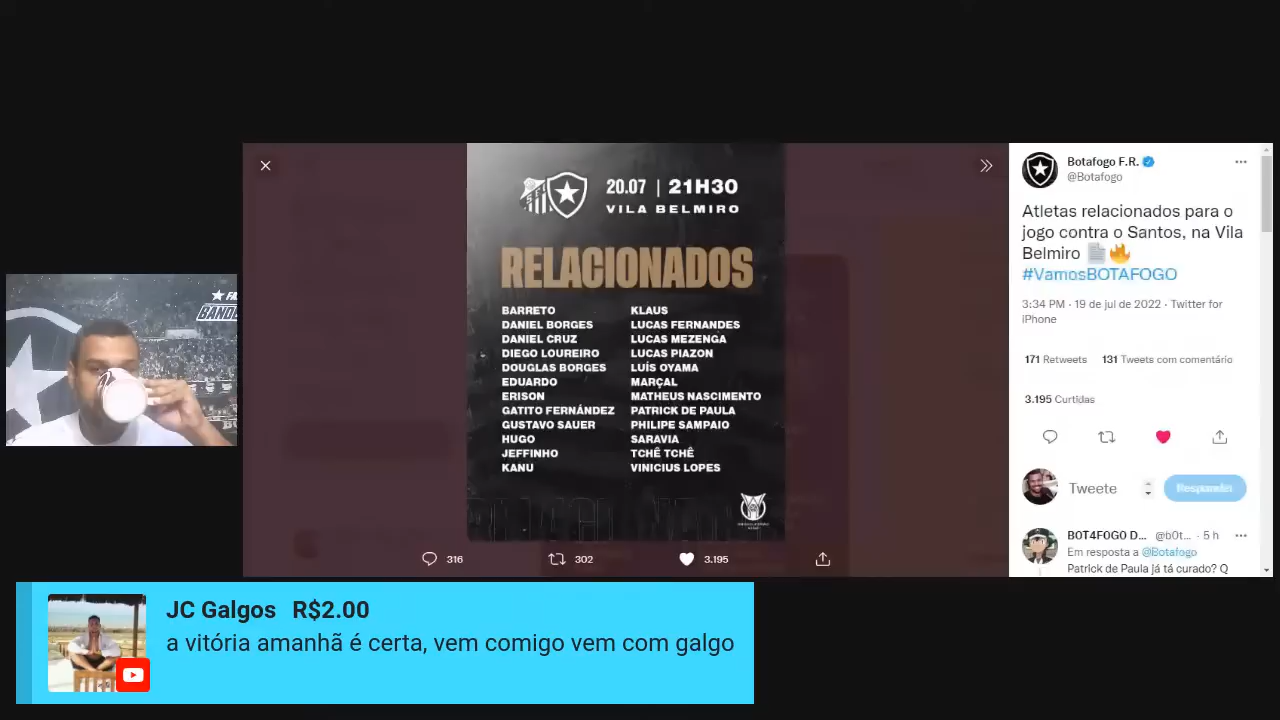 20.07 | 21H30
VILA BELMIRO
RELACIONADOS
BARRETO
DANIEL BORGES
DANIEL CRUZ
DIEGO LOUREIRO
DOUGLAS BORGES
EDUARDO
ERISON
GATITO FERNÁNDEZ
GUSTAVO SAUER
HUGO
JEFFINHO
KANU
KLAUS
LUCAS FERNANDES
LUCAS MEZENGA
LUCAS PIAZON
LUÍS OYAMA
MARÇAL
MATHEUS NASCIMENTO
PATRICK DE PAULA
PHILIPE SAMPAIO
SARAVIA
TCHÊ TCHÊ
VINICIUS LOPES
316
302
3.195
Botafogo F.R.
@Botafogo
Atletas relacionados para o
jogo contra o Santos, na Vila
Belmiro 📄🔥
#VamosBOTAFOGO
3:34 PM · 19 de jul de 2022 · Twitter for
iPhone
171 Retweets 131 Tweets com comentário
3.195 Curtidas
Tweete
Responder
B0T4FOGO D... @b0t... · 5 h
Em resposta a @Botafogo
Patrick de Paula já tá curado? Q
JC Galgos R$2.00
a vitória amanhã é certa, vem comigo vem com galgo